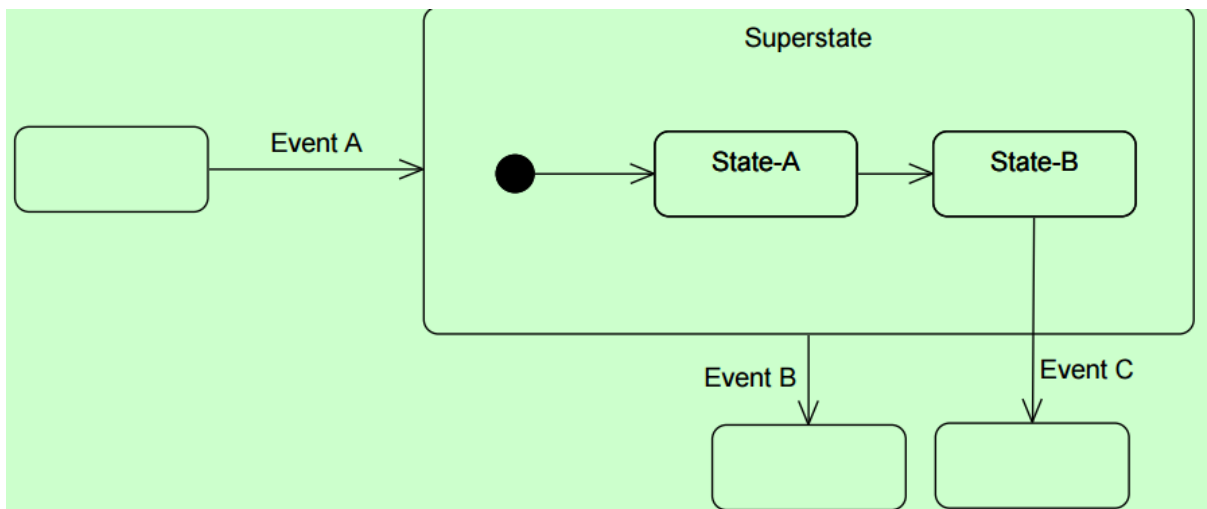 Superstate
Event A
State-A
State-B
Event B
Event C